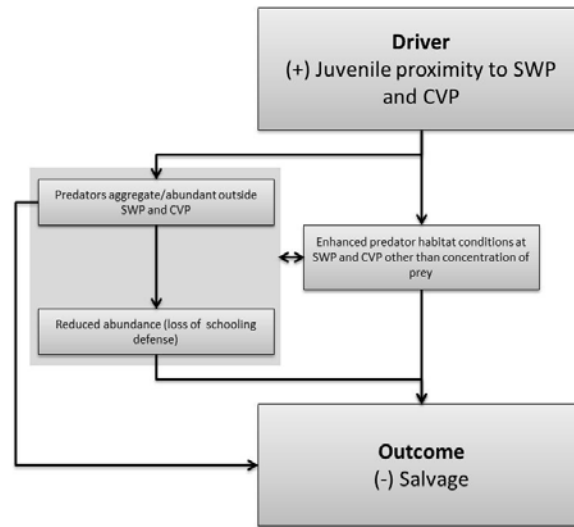 Driver
(+) Juvenile proximity to SWP
and CVP
Predators aggregate/abundant outside
SWP and CVP
Enhanced predator habitat conditions at
SWP and CVP other than concentration of
prey
Reduced abundance (loss of schooling
defense)
Outcome
(-) Salvage